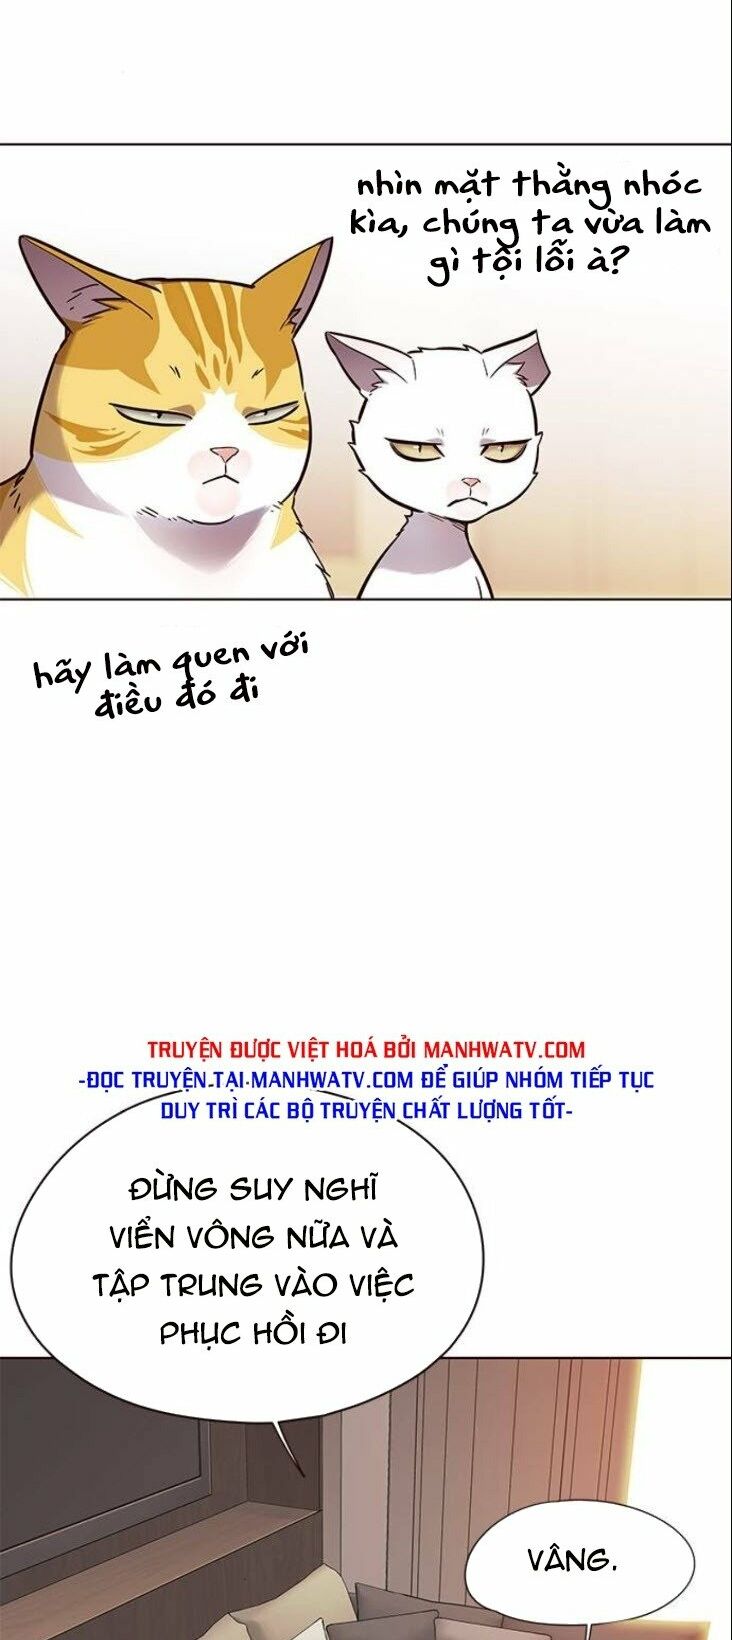 nhìn mặt thằng nhóc
kìa, chúng ta vừa làm
gì tội lỗi à?
hãy làm quen với
điều đó đi
TRUYỆN ĐƯỢC VIỆT HOÁ BỞI MANHWATV.COM
-ĐỌC TRUYỆN TẠI MANHWATV.COM ĐỂ GIÚP NHÓM TIẾP TỤC
DUY TRÌ CÁC BỘ TRUYỆN CHẤT LƯỢNG TỐT-
ĐỪNG SUY NGHĨ
VIỂN VÔNG NỮA VÀ
TẬP TRUNG VÀO VIỆC
PHỤC HỒI ĐI
VÂNG.